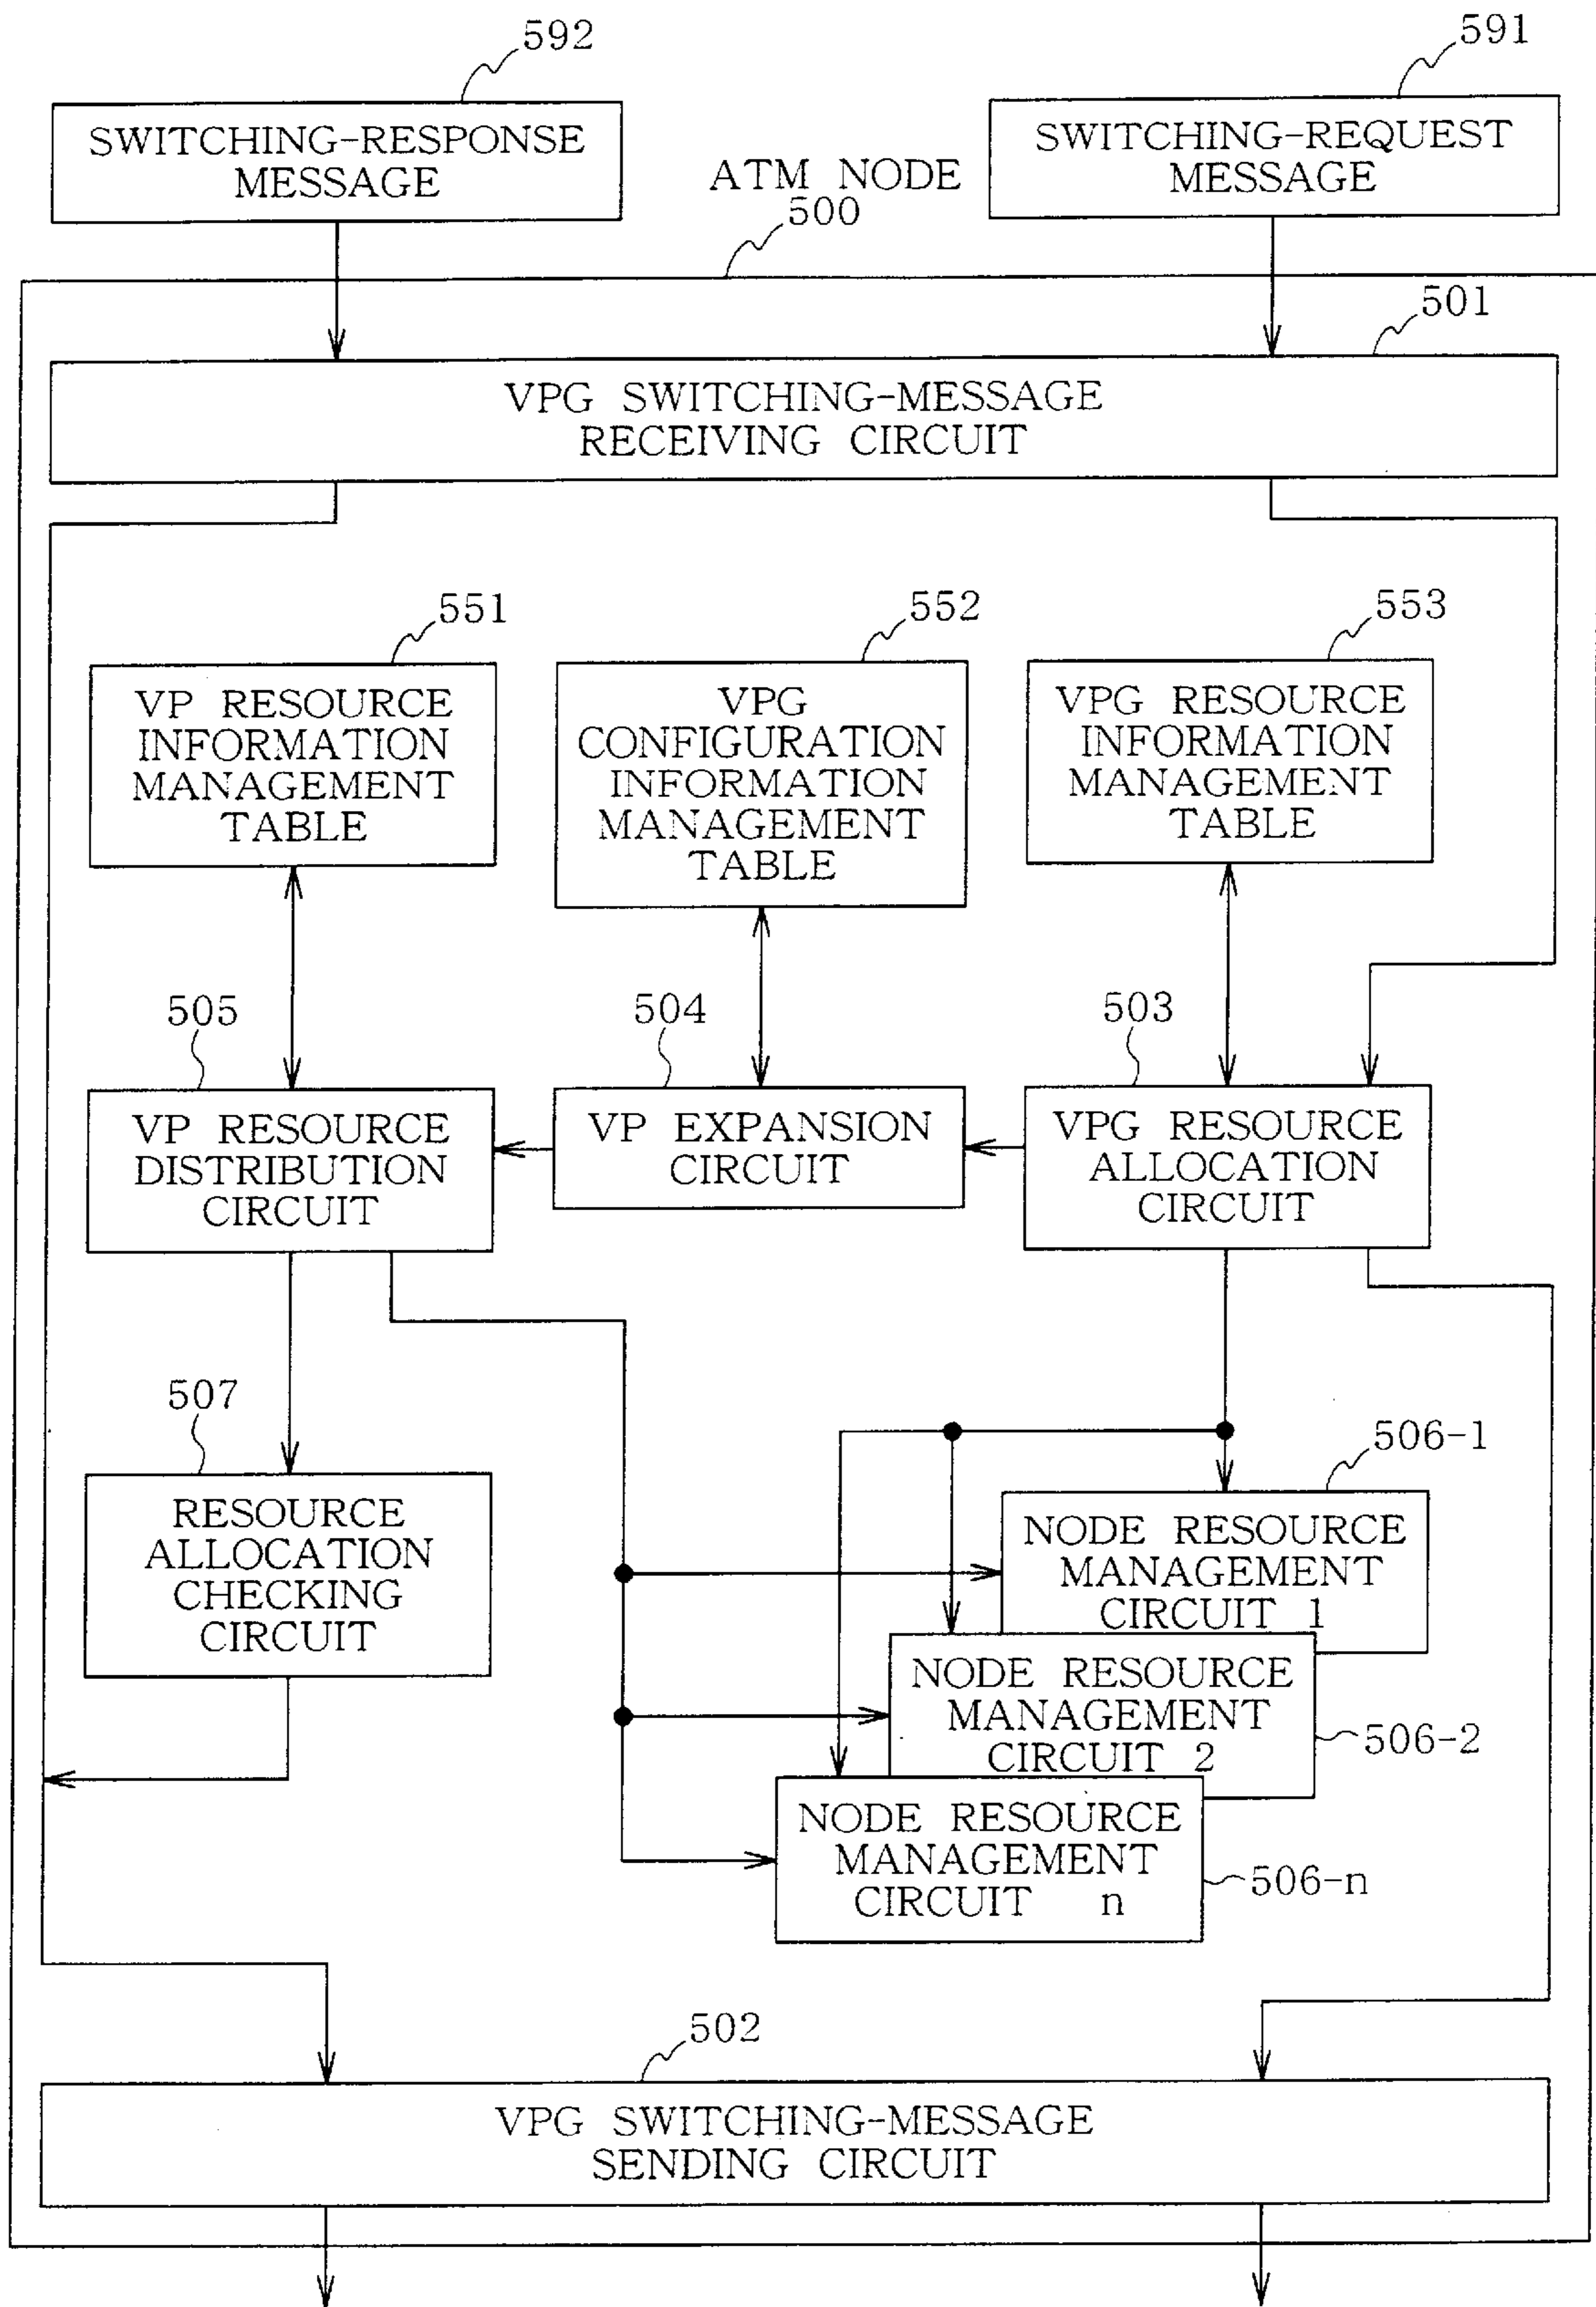 592
591
SWITCHING-RESPONSE
MESSAGE
SWITCHING-REQUEST
MESSAGE
ATM NODE
500
501
VPG SWITCHING-MESSAGE
RECEIVING CIRCUIT
551
552
553
VP RESOURCE
INFORMATION
MANAGEMENT
TABLE
VPG
CONFIGURATION
INFORMATION
MANAGEMENT
TABLE
VPG RESOURCE
INFORMATION
MANAGEMENT
TABLE
505
504
503
VP RESOURCE
DISTRIBUTION
CIRCUIT
VP EXPANSION
CIRCUIT
VPG RESOURCE
ALLOCATION
CIRCUIT
507
506-1
RESOURCE
ALLOCATION
CHECKING
CIRCUIT
NODE RESOURCE
MANAGEMENT
CIRCUIT 1
NODE RESOURCE
MANAGEMENT
CIRCUIT 2
506-2
NODE RESOURCE
MANAGEMENT
CIRCUIT n
506-n
502
VPG SWITCHING-MESSAGE
SENDING CIRCUIT